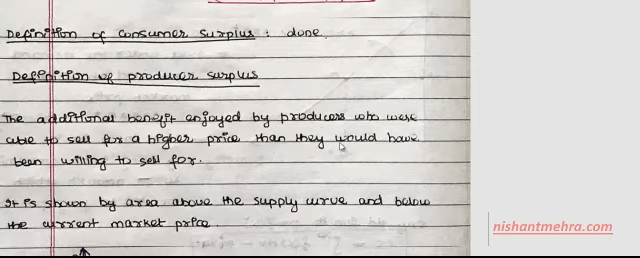 Definition of consumer surplus : done.
Definition of producer surplus
The additional benefit enjoyed by producers who were
able to sell for a higher price than they would have
been willing to sell for.
It is shown by area above the supply curve and below
the current market price.
nishantmehra.com